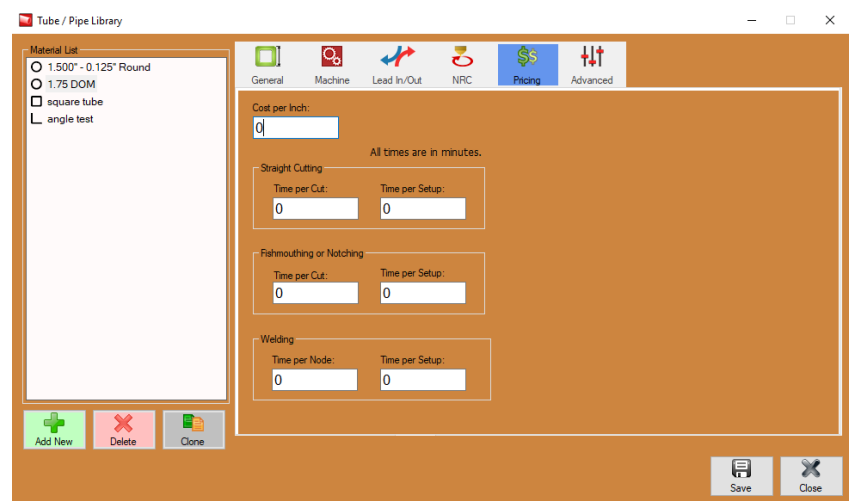 Tube / Pipe Library
Material List
1.500" - 0.125" Round
1.75 DOM
square tube
angle test
Add New
Delete
Clone
General
Machine
Lead In/Out
NRC
Pricing
Advanced
Cost per Inch:
0
All times are in minutes.
Straight Cutting
Time per Cut: Time per Setup:
0 0
Fishmouthing or Notching
Time per Cut: Time per Setup:
0 0
Welding
Time per Node: Time per Setup:
0 0
Save
Close